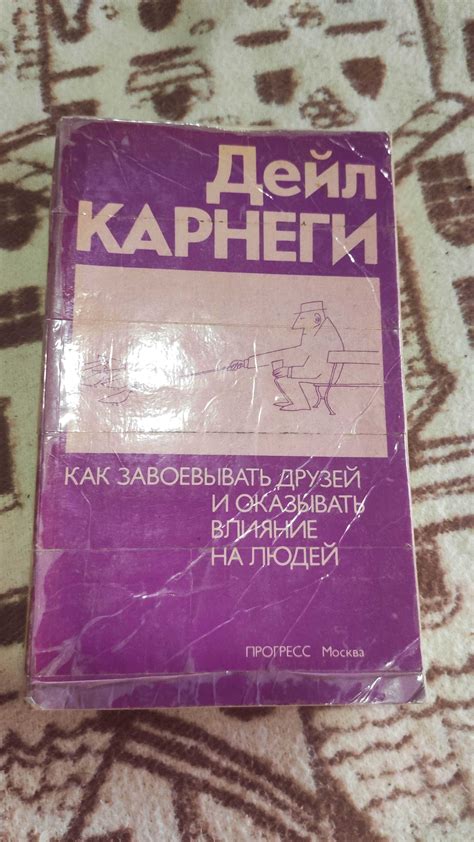 Дейл
КАРНЕГИ
КАК ЗАВОЕВЫВАТЬ ДРУЗЕЙ
И ОКАЗЫВАТЬ
ВЛИЯНИЕ
НА ЛЮДЕЙ
ПРОГРЕСС Москва